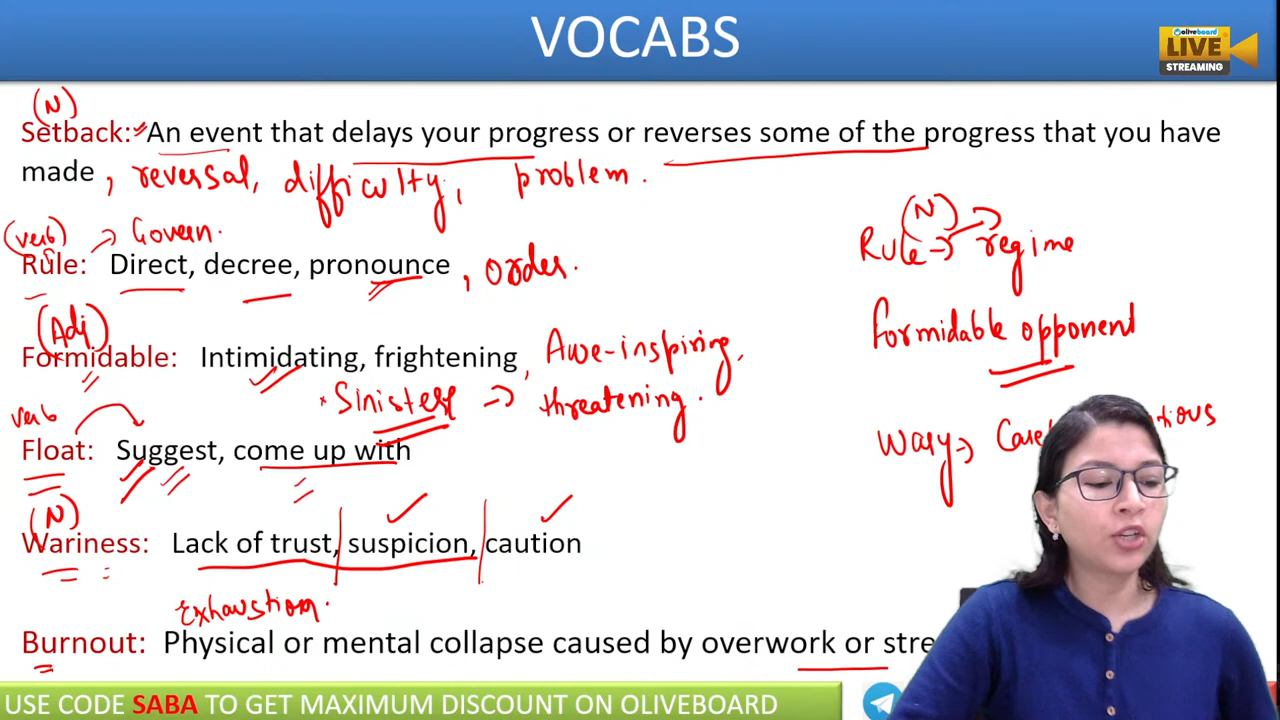 VOCABS
oliveboard
LIVE
STREAMING
(N)
Setback: An event that delays your progress or reverses some of the progress that you have
made , reversal, difficulty, problem.
(verb) → Govern.
Rule: Direct, decree, pronounce , order.
(N)
Rule → regime
(Adj)
Formidable: Intimidating, frightening , Awe-inspiring,
Sinister → threatening.
formidable opponent
verb
Float: Suggest, come up with
Wary →
(N)
Wariness: Lack of trust, suspicion, caution
Exhaustion.
Burnout: Physical or mental collapse caused by overwork or
USE CODE SABA TO GET MAXIMUM DISCOUNT ON OLIVEBOARD